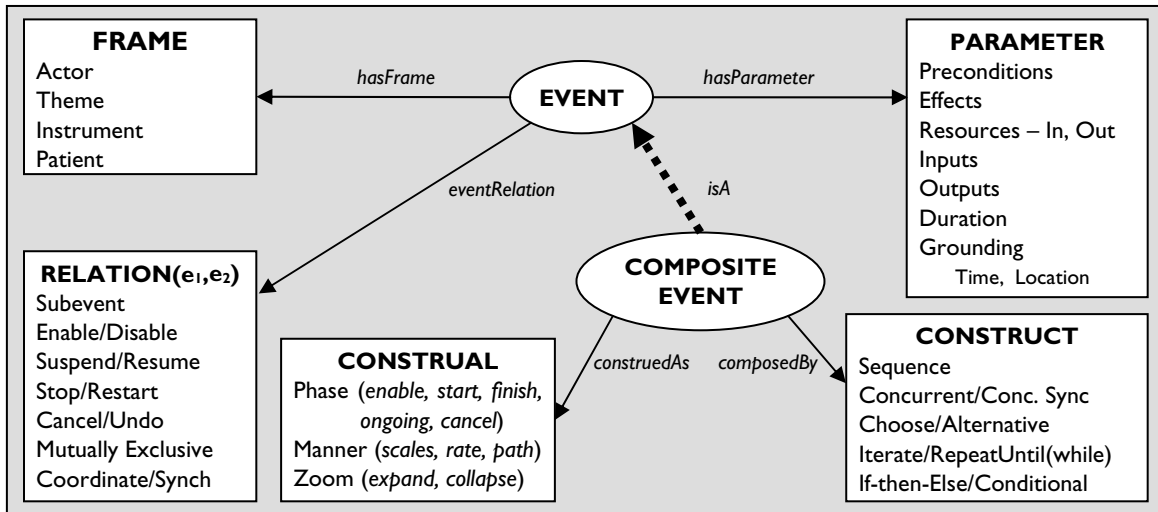 FRAME
Actor
Theme
Instrument
Patient
hasFrame
EVENT
hasParameter
PARAMETER
Preconditions
Effects
Resources – In, Out
Inputs
Outputs
Duration
Grounding
Time, Location
eventRelation
isA
RELATION(e₁,e₂)
Subevent
Enable/Disable
Suspend/Resume
Stop/Restart
Cancel/Undo
Mutually Exclusive
Coordinate/Synch
COMPOSITE
EVENT
construedAs
composedBy
CONSTRUAL
Phase (enable, start, finish,
ongoing, cancel)
Manner (scales, rate, path)
Zoom (expand, collapse)
CONSTRUCT
Sequence
Concurrent/Conc. Sync
Choose/Alternative
Iterate/RepeatUntil(while)
If-then-Else/Conditional